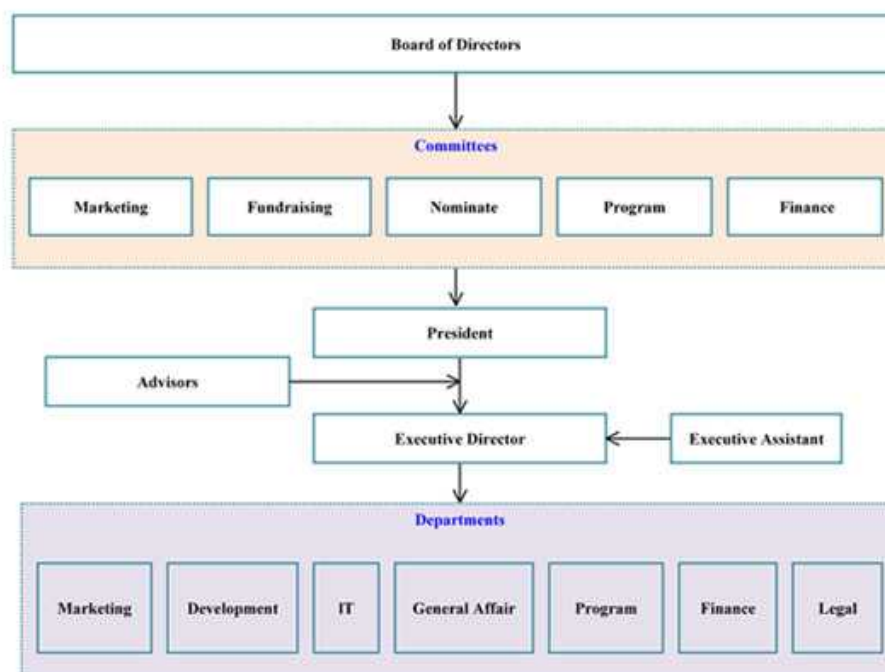 Board of Directors
Committees
Marketing
Fundraising
Nominate
Program
Finance
President
Advisors
Executive Director
Executive Assistant
Departments
Marketing
Development
IT
General Affair
Program
Finance
Legal